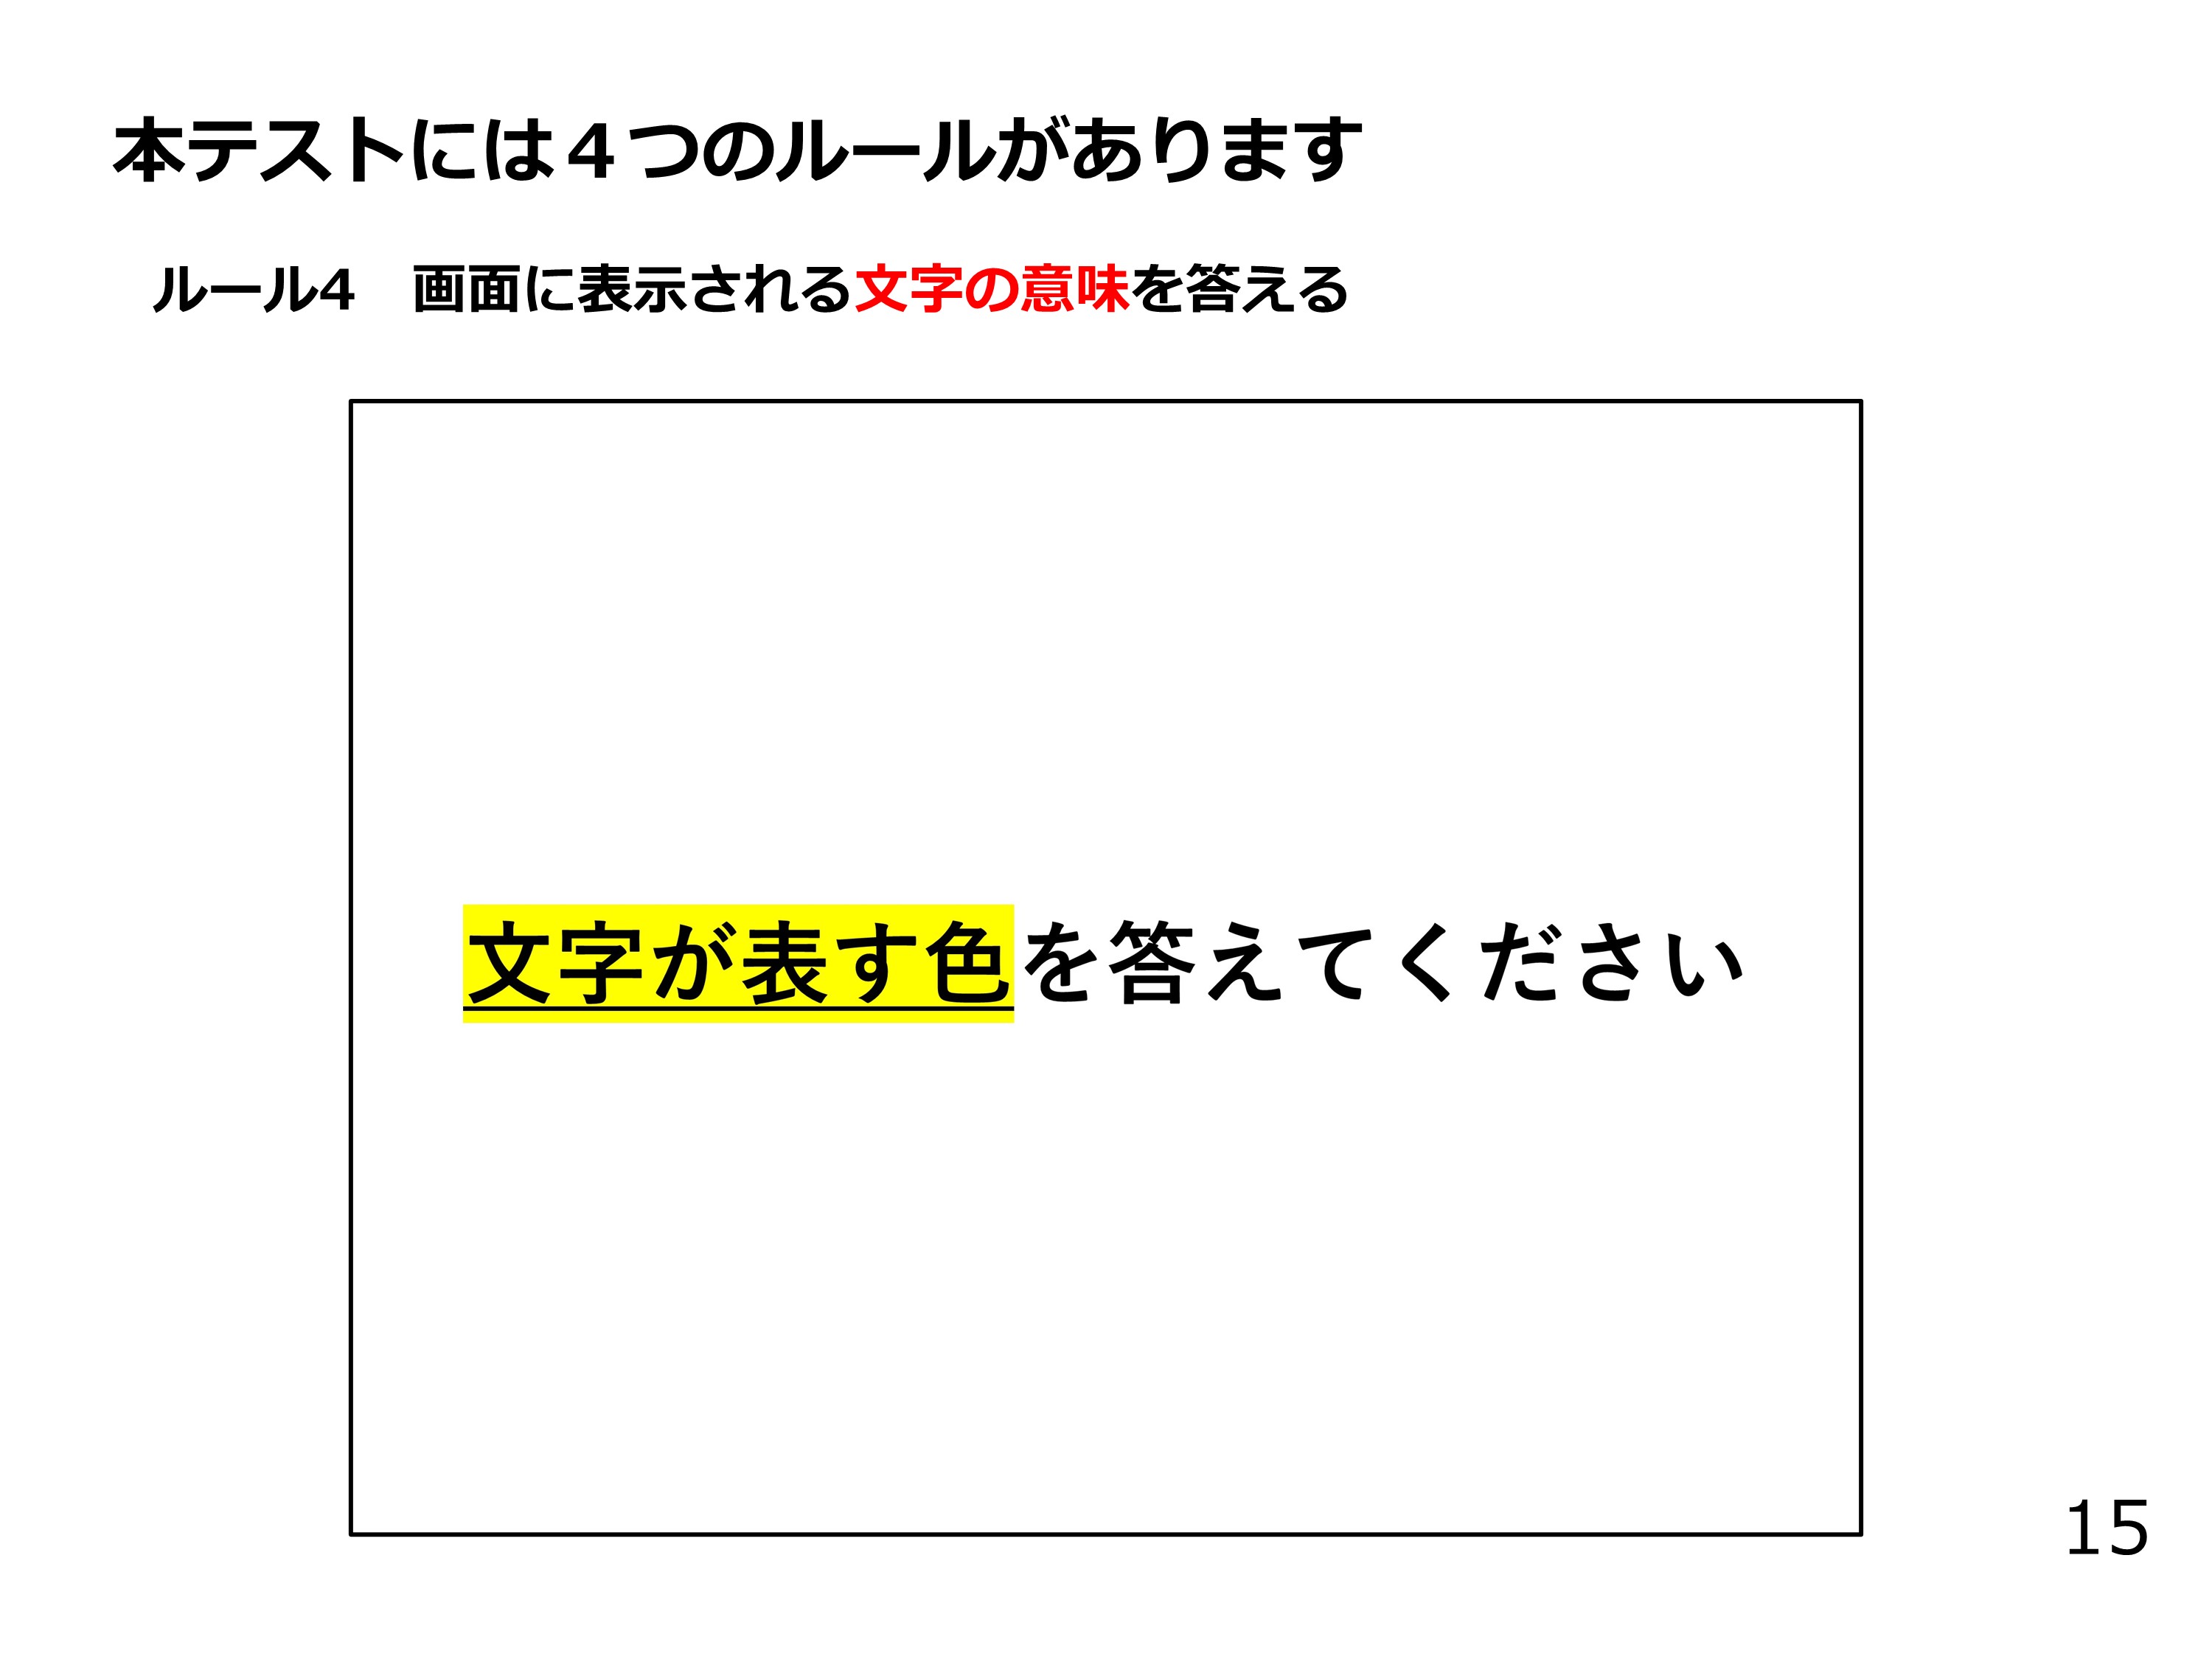 本テストには４つのルールがあります
ルール4　画面に表示される文字の意味を答える
文字が表す色を答えてください
15